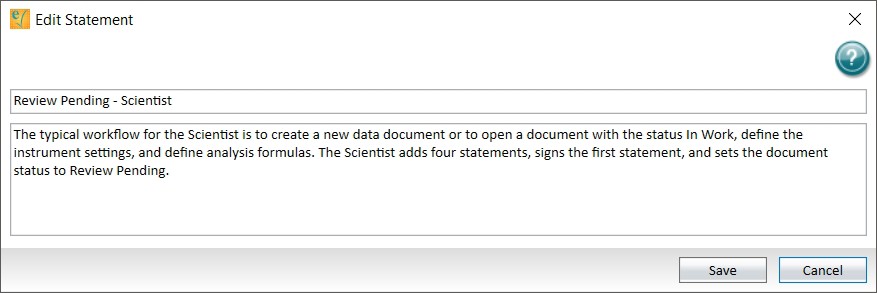 Edit Statement
?
Review Pending - Scientist
The typical workflow for the Scientist is to create a new data document or to open a document with the status In Work, define the
instrument settings, and define analysis formulas. The Scientist adds four statements, signs the first statement, and sets the document
status to Review Pending.
Save Cancel